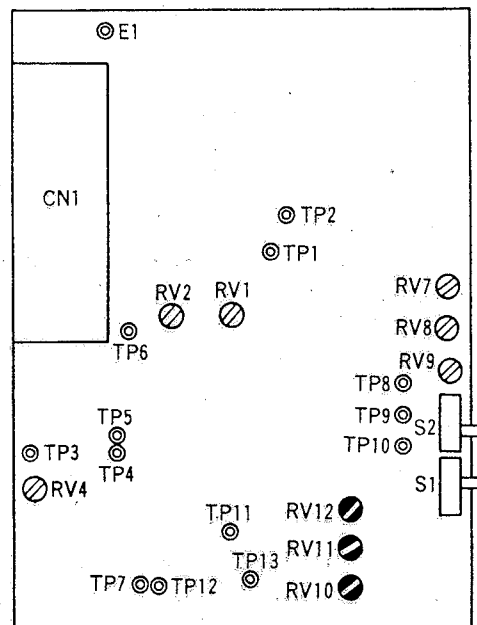 E1
CN1
TP2
TP1
RV7
RV2
RV1
RV8
TP6
RV9
TP8
TP5
TP9
S2
TP3
TP4
TP10
RV4
S1
TP11
RV12
RV11
TP13
TP7
TP12
RV10